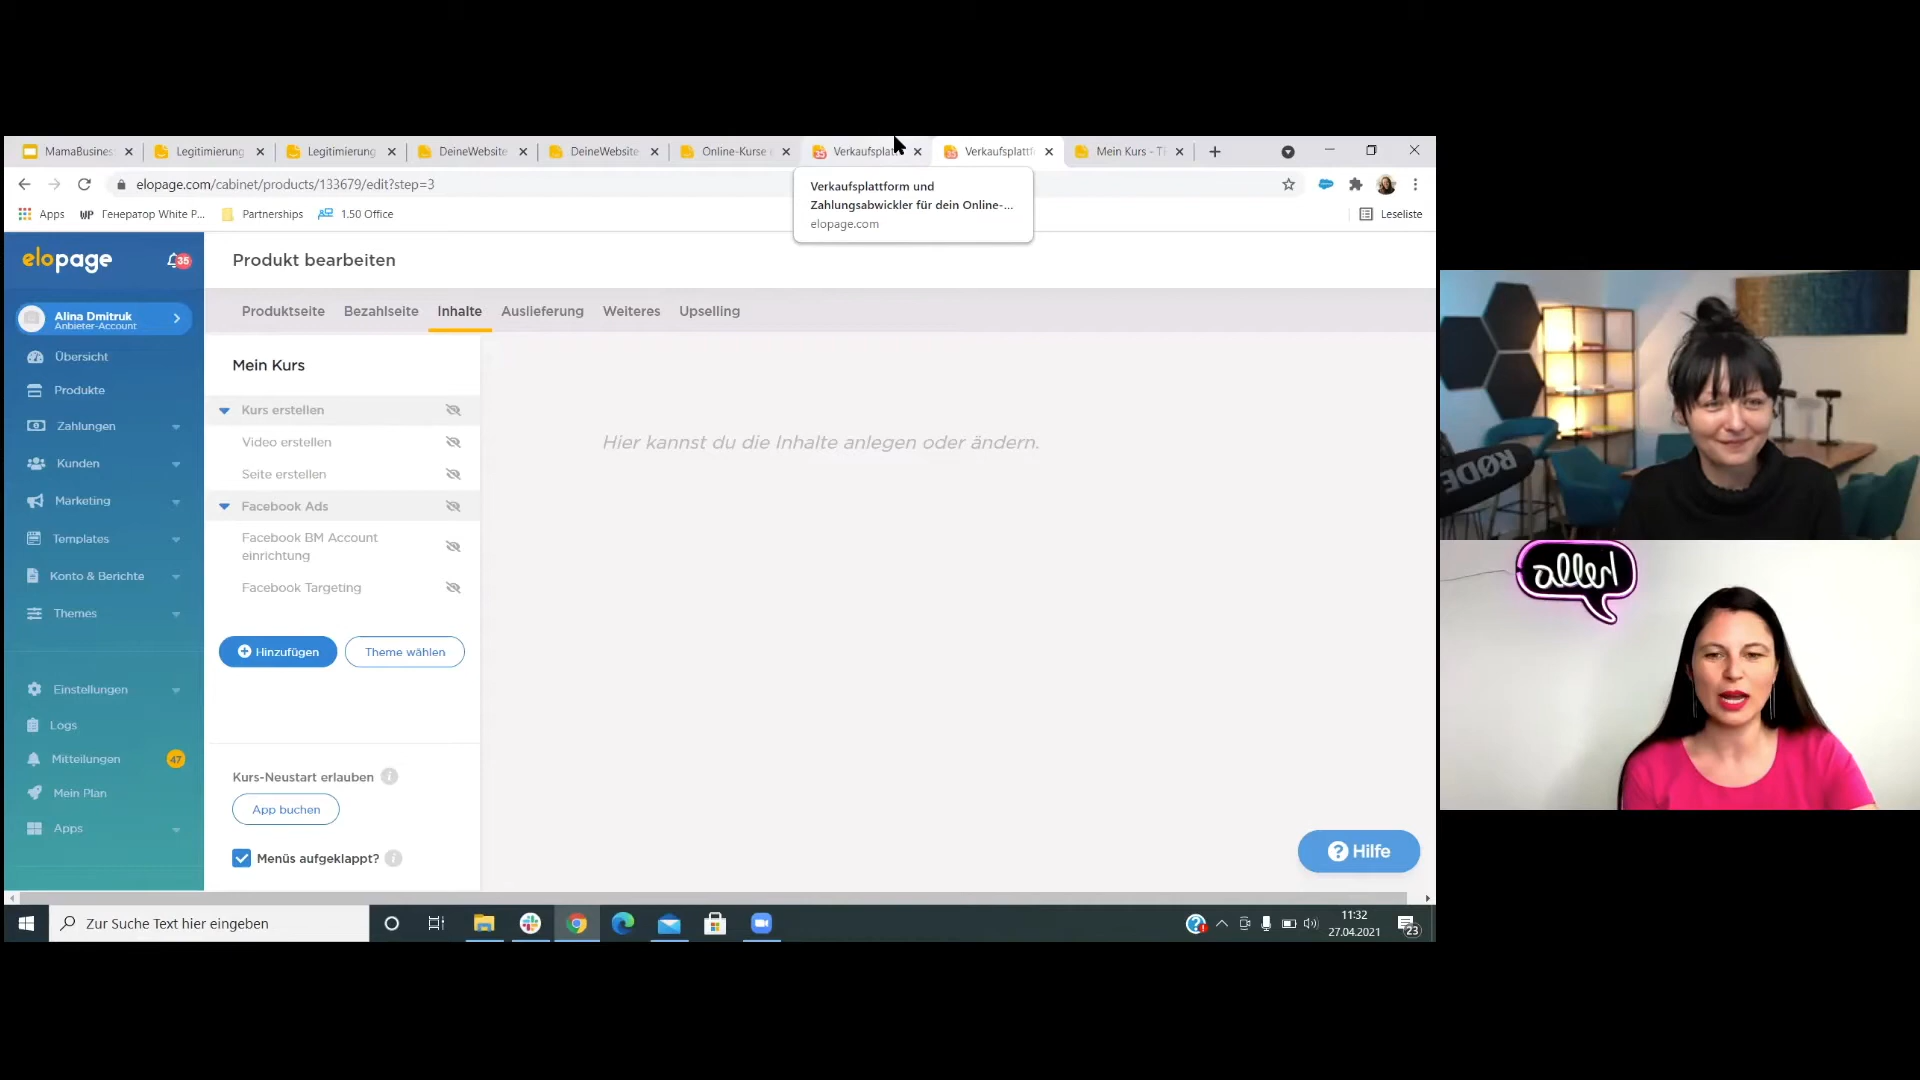 MamaBusines
Legitimierung
Legitimierung
DeineWebsite
DeineWebsite
Online-Kurse
Verkaufsplat
Verkaufsplattf
Mein Kurs - T
elopage.com/cabinet/products/133679/edit?step=3
Verkaufsplattform und
Zahlungsabwickler für dein Online-...
elopage.com
Apps
WP Генератор White P...
Partnerships
1.50 Office
Leseliste
elopage
35
Produkt bearbeiten
Alina Dmitruk
Anbieter-Account
Produktseite
Bezahlseite
Inhalte
Auslieferung
Weiteres
Upselling
Übersicht
Produkte
Zahlungen
Kunden
Marketing
Templates
Konto & Berichte
Themes
Einstellungen
Logs
Mitteilungen
47
Mein Plan
Apps
Mein Kurs
Kurs erstellen
Video erstellen
Seite erstellen
Facebook Ads
Facebook BM Account
einrichtung
Facebook Targeting
Hinzufügen
Theme wählen
Kurs-Neustart erlauben
App buchen
Menüs aufgeklappt?
Hier kannst du die Inhalte anlegen oder ändern.
Hilfe
Zur Suche Text hier eingeben
11:32
27.04.2021
23
RØDE
alle!